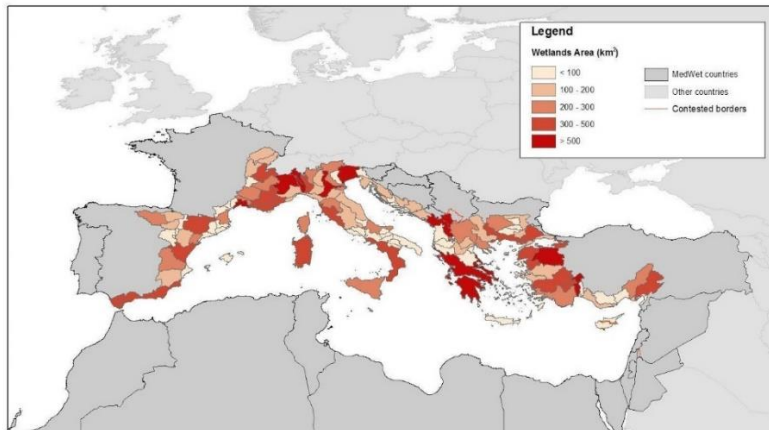 Legend
Wetlands Area (km²)
< 100
100 - 200
200 - 300
300 - 500
> 500
MedWet countries
Other countries
Contested borders